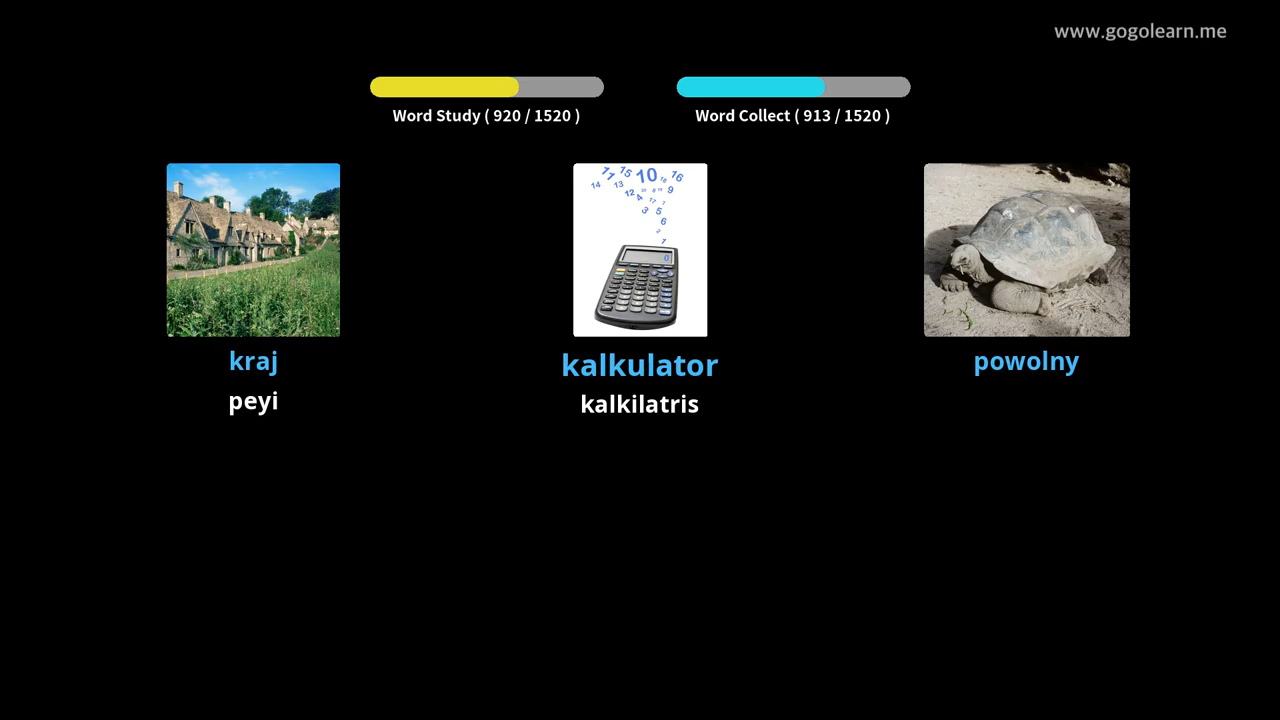 www.gogolearn.me
Word Study ( 920 / 1520 )
Word Collect ( 913 / 1520 )
kraj
peyi
kalkulator
kalkilatris
powolny